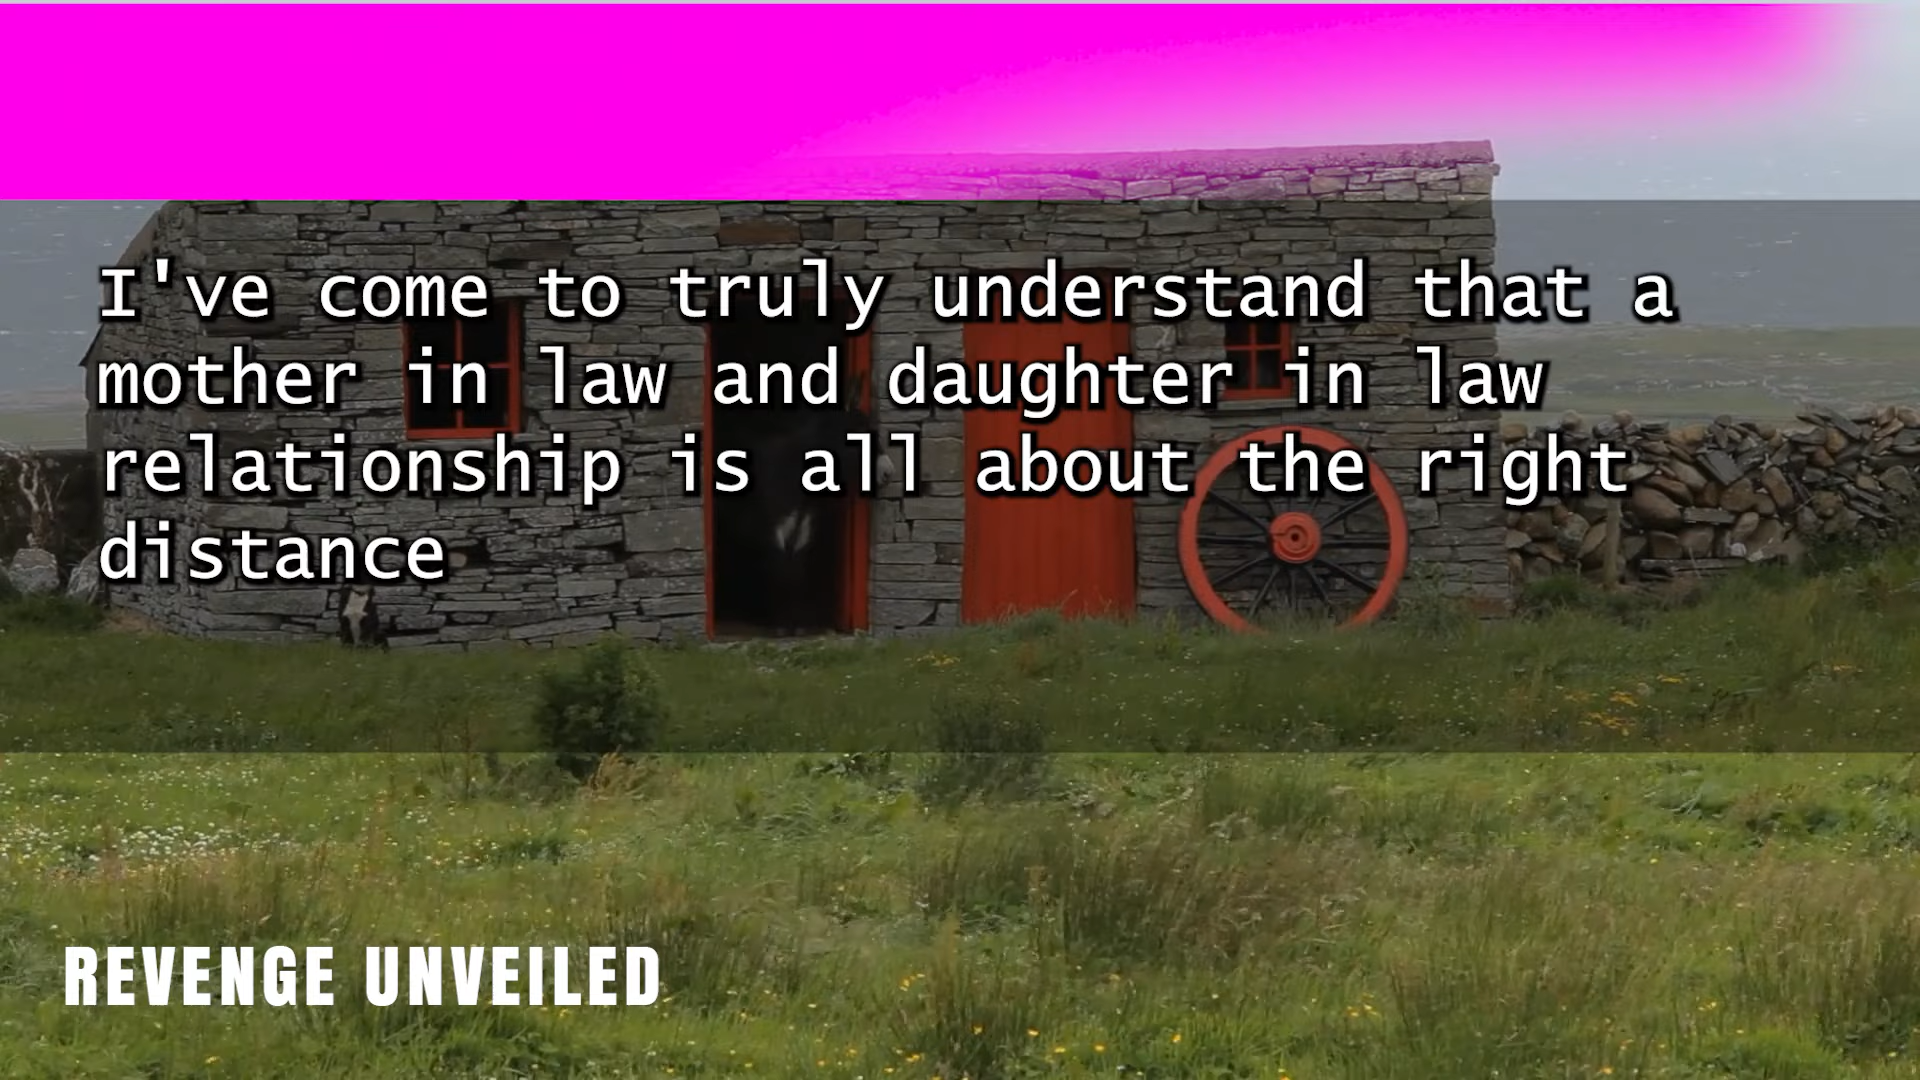 I've come to truly understand that a
mother in law and daughter in law
relationship is all about the right
distance
REVENGE UNVEILED